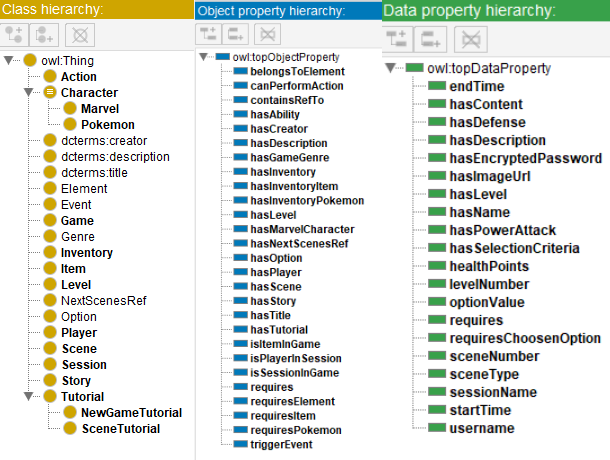 Class hierarchy:
owl:Thing
Action
Character
Marvel
Pokemon
dcterms:creator
dcterms:description
dcterms:title
Element
Event
Game
Genre
Inventory
Item
Level
NextScenesRef
Option
Player
Scene
Session
Story
Tutorial
NewGameTutorial
SceneTutorial
Object property hierarchy:
owl:topObjectProperty
belongsToElement
canPerformAction
containsRefTo
hasAbility
hasCreator
hasDescription
hasGameGenre
hasInventory
hasInventoryItem
hasInventoryPokemon
hasLevel
hasMarvelCharacter
hasNextScenesRef
hasOption
hasPlayer
hasScene
hasStory
hasTitle
hasTutorial
isItemInGame
isPlayerInSession
isSessionInGame
requires
requiresElement
requiresItem
requiresPokemon
triggerEvent
Data property hierarchy:
owl:topDataProperty
endTime
hasContent
hasDefense
hasDescription
hasEncryptedPassword
hasImageUrl
hasLevel
hasName
hasPowerAttack
hasSelectionCriteria
healthPoints
levelNumber
optionValue
requires
requiresChoosenOption
sceneNumber
sceneType
sessionName
startTime
username